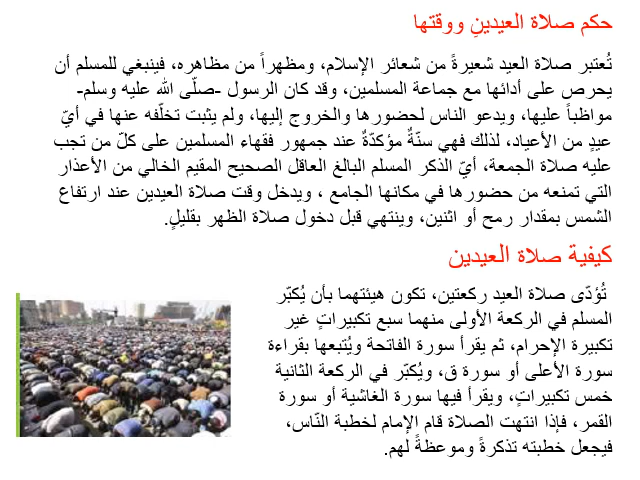 حكم صلاة العيدينِ ووقتها
تُعتبر صلاة العيد شعيرةً من شعائر الإسلام، ومظهراً من مظاهره، فينبغي للمسلم أن
يحرص على أدائها مع جماعة المسلمين، وقد كان الرسول -صلّى الله عليه وسلم-
مواظباً عليها، ويدعو الناس لحضورها والخروج إليها، ولم يثبت تخلّفه عنها في أيّ
عيدٍ من الأعياد، لذلك فهي سنّةٌ مؤكدّةٌ عند جمهور فقهاء المسلمين على كلّ من تجب
عليه صلاة الجمعة، أيّ الذكر المسلم البالغ العاقل الصحيح المقيم الخالي من الأعذار
التي تمنعه من حضورها في مكانها الجامع ، ويدخل وقت صلاة العيدين عند ارتفاع
الشمس بمقدار رمح أو اثنين، وينتهي قبل دخول صلاة الظهر بقليلٍ.
كيفية صلاة العيدين
تُؤدّى صلاة العيد ركعتين، تكون هيئتهما بأن يُكبّر
المسلم في الركعة الأولى منهما سبع تكبيراتٍ غير
تكبيرة الإحرام، ثم يقرأ سورة الفاتحة ويُتبعها بقراءة
سورة الأعلى أو سورة ق، ويُكبّر في الركعة الثانية
خمس تكبيراتٍ، ويقرأ فيها سورة الغاشية أو سورة
القمر، فإذا انتهت الصلاة قام الإمام لخطبة النّاس،
فيجعل خطبته تذكرةً وموعظةً لهم.